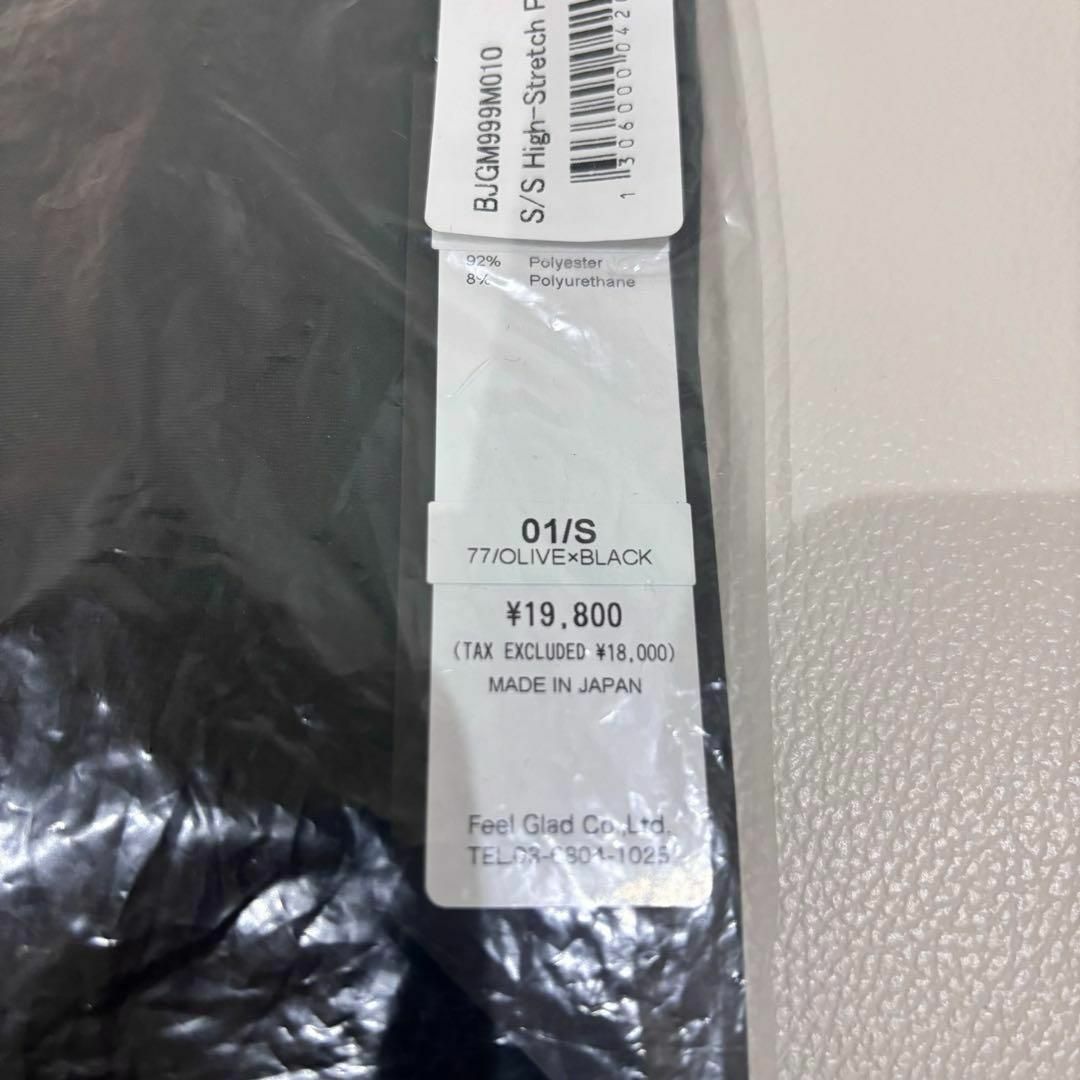 BJGM999M010
S/S High-Stretch
1306000042
92% Polyester
8% Polyurethane
01/S
77/OLIVE×BLACK
¥19,800
(TAX EXCLUDED ¥18,000)
MADE IN JAPAN
Feel Glad Co.,Ltd.